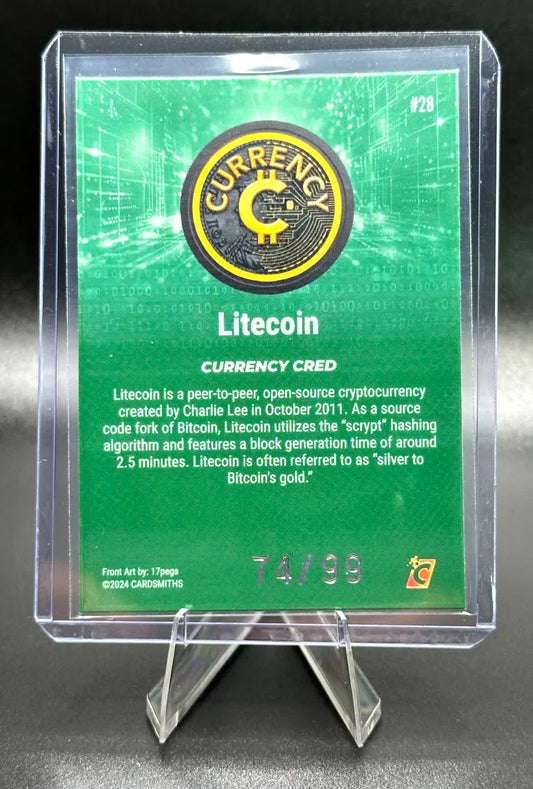 #28
CURRENCY
Litecoin
CURRENCY CRED
Litecoin is a peer-to-peer, open-source cryptocurrency
created by Charlie Lee in October 2011. As a source
code fork of Bitcoin, Litecoin utilizes the "scrypt" hashing
algorithm and features a block generation time of around
2.5 minutes. Litecoin is often referred to as "silver to
Bitcoin's gold."
74/99
Front Art by: 17pegs
©2024 CARDSMITHS